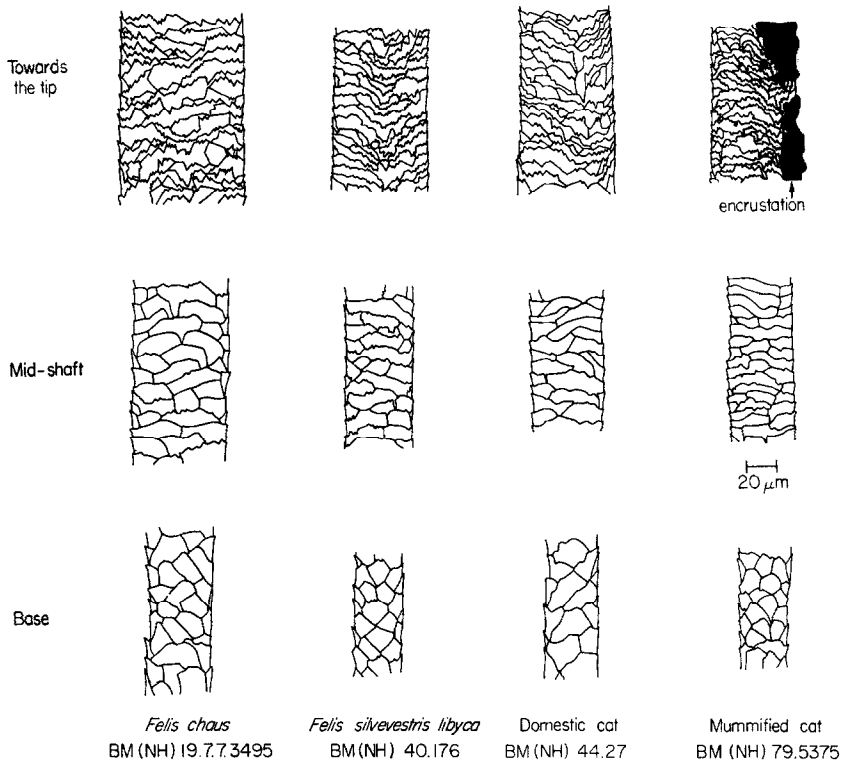 Towards
the tip
encrustation
Mid-shaft
20 μm
Base
Felis chaus
BM(NH) 19.7.7.3495
Felis silvevestris libyca
BM(NH) 40.176
Domestic cat
BM(NH) 44.27
Mummified cat
BM(NH) 79.5375